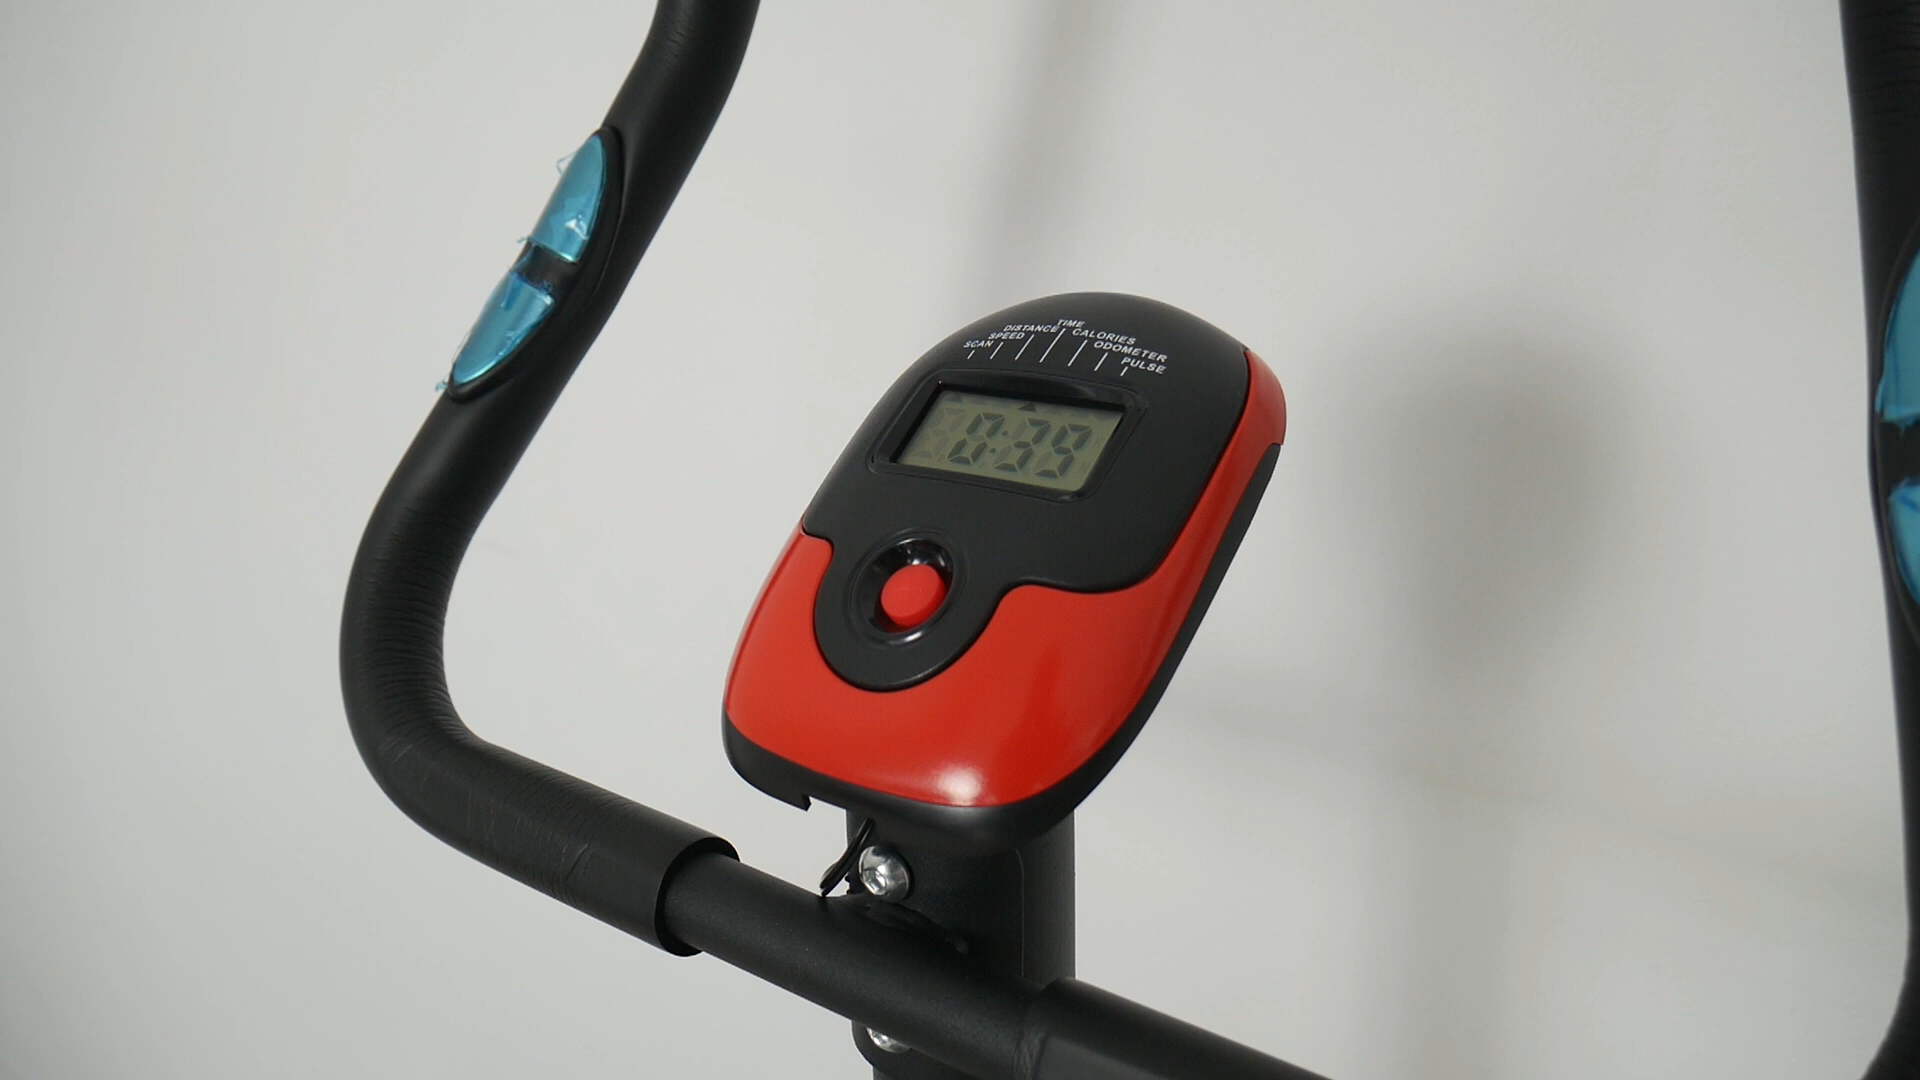 SCAN
SPEED
DISTANCE
TIME
CALORIES
ODOMETER
PULSE
0:39